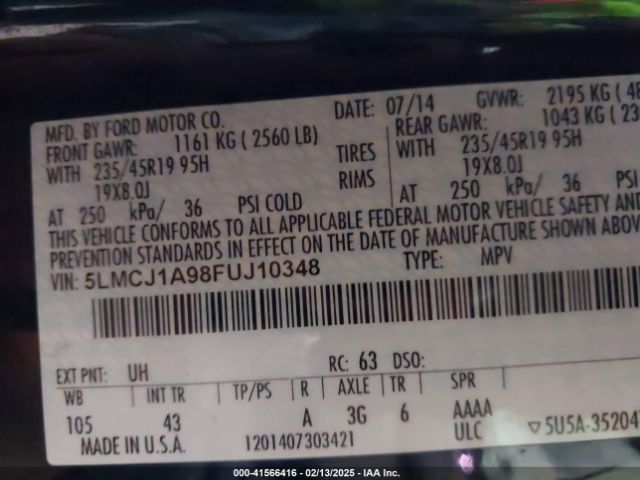 MFD. BY FORD MOTOR CO. DATE: 07/14 GVWR: 2195 KG ( 48
FRONT GAWR: 1161 KG ( 2560 LB) REAR GAWR: 1043 KG ( 23
WITH 235/45R19 95H TIRES WITH 235/45R19 95H
19X8.0J RIMS 19X8.0J
AT 250 kPa/ 36 PSI COLD AT 250 kPa/ 36 PSI
THIS VEHICLE CONFORMS TO ALL APPLICABLE FEDERAL MOTOR VEHICLE SAFETY AND
PREVENTION STANDARDS IN EFFECT ON THE DATE OF MANUFACTURE SHOWN ABOV
VIN: 5LMCJ1A98FUJ10348 TYPE: MPV
EXT PNT: UH RC: 63 DSO:
WB INT TR TP/PS R AXLE TR SPR
105 43 A 3G 6 AAAA
MADE IN U.S.A. 1201407303421 ULC ▽5U5A-35204
000-41566416 - 02/13/2025 - IAA Inc.